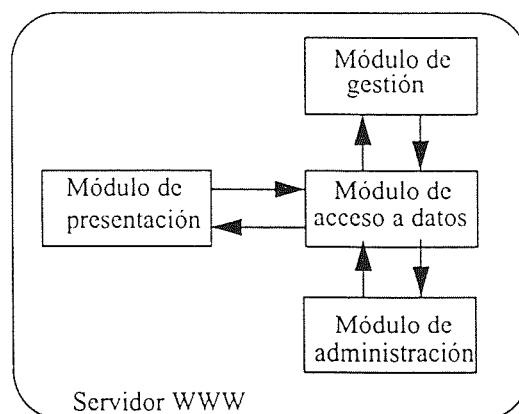 Módulo de
gestión
Módulo de
presentación
Módulo de
acceso a datos
Módulo de
administración
Servidor WWW